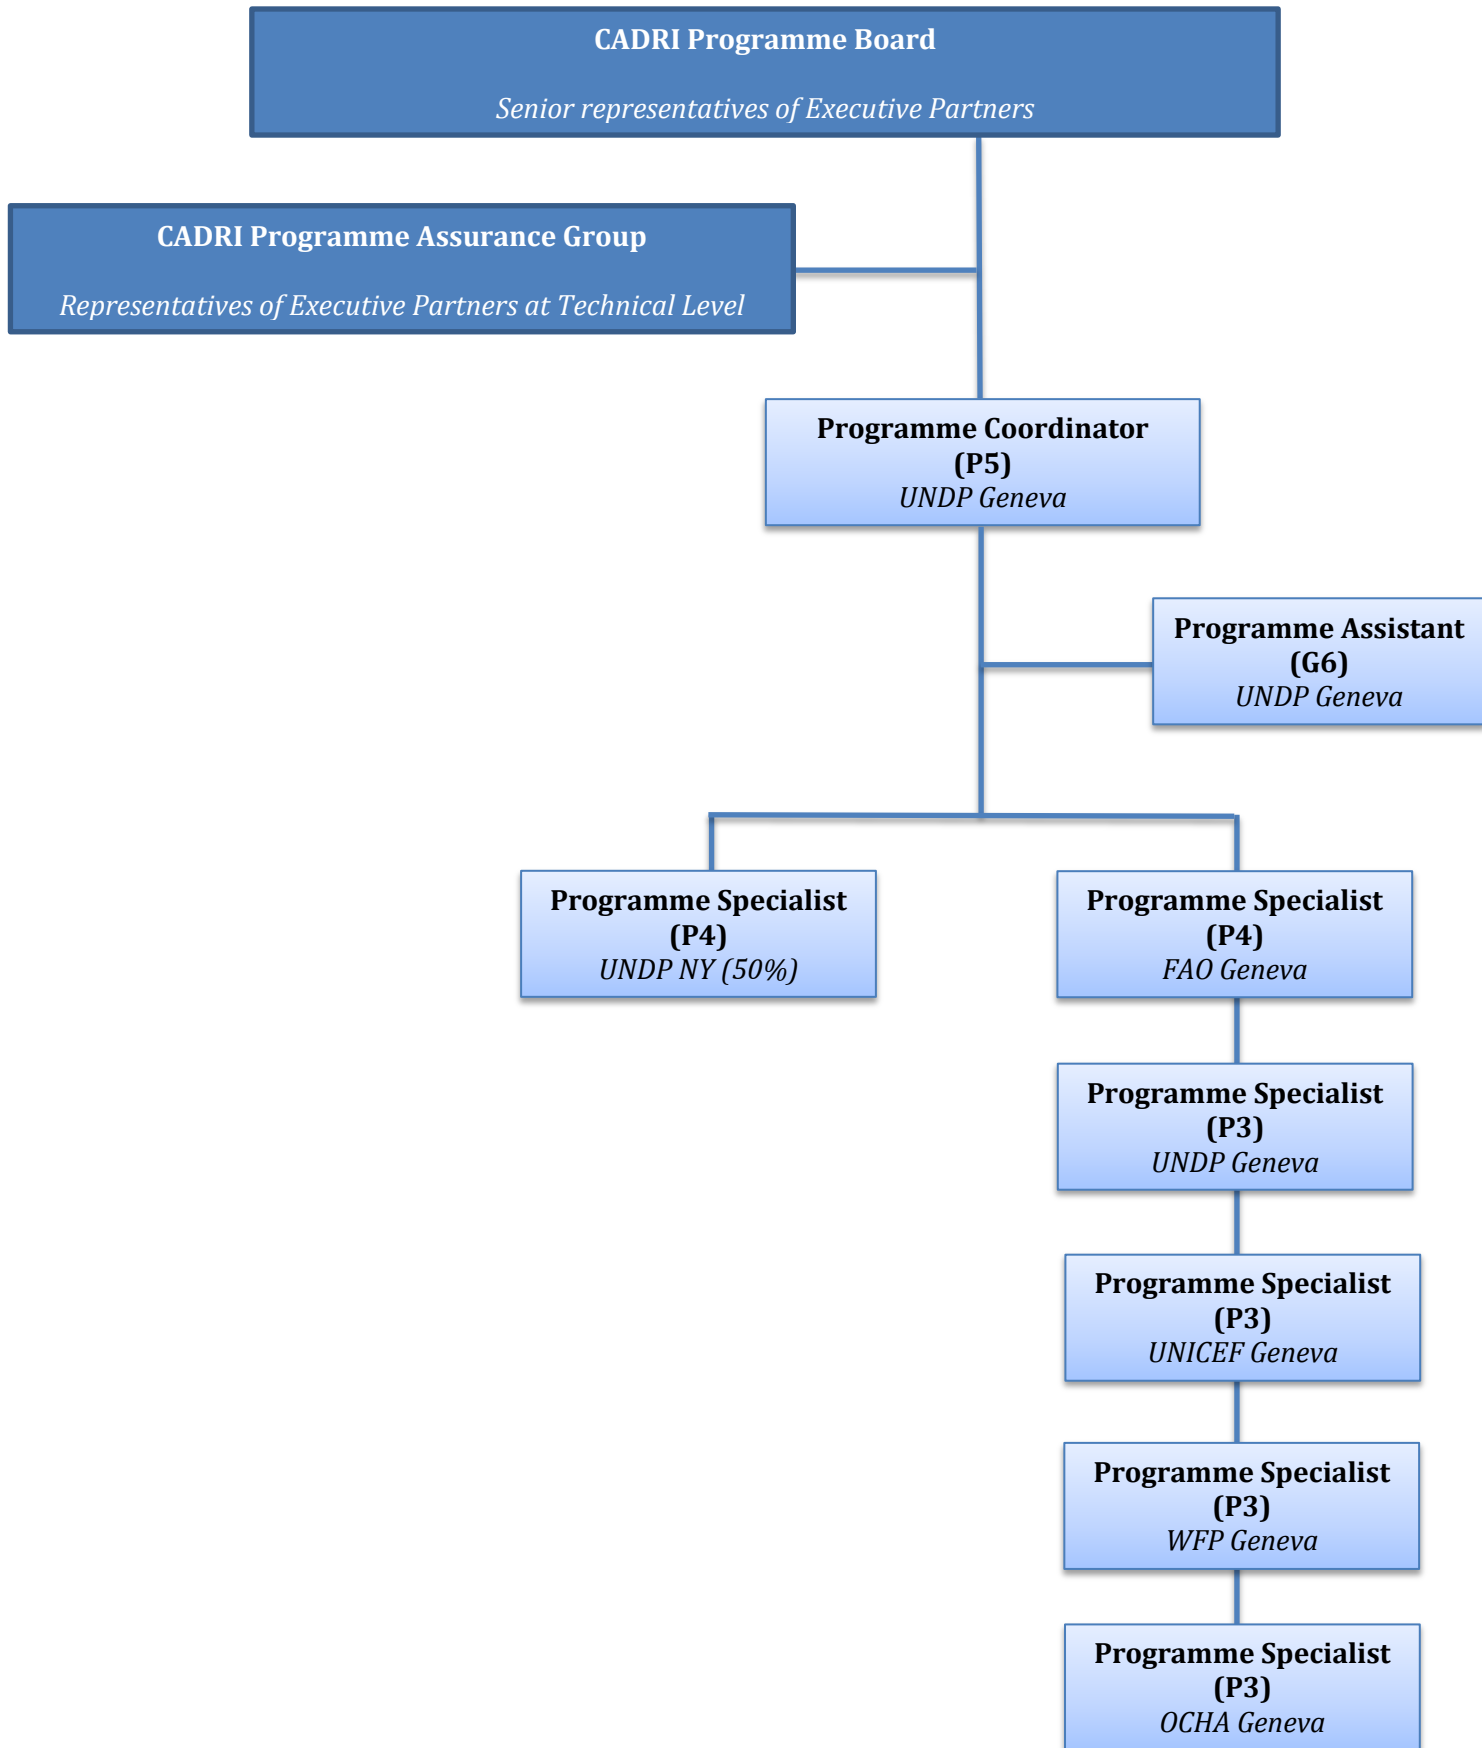 CADRI Programme Board
Senior representatives of Executive Partners
CADRI Programme Assurance Group
Representatives of Executive Partners at Technical Level
Programme Coordinator
(P5)
UNDP Geneva
Programme Assistant
(G6)
UNDP Geneva
Programme Specialist
(P4)
UNDP NY (50%)
Programme Specialist
(P4)
FAO Geneva
Programme Specialist
(P3)
UNDP Geneva
Programme Specialist
(P3)
UNICEF Geneva
Programme Specialist
(P3)
WFP Geneva
Programme Specialist
(P3)
OCHA Geneva